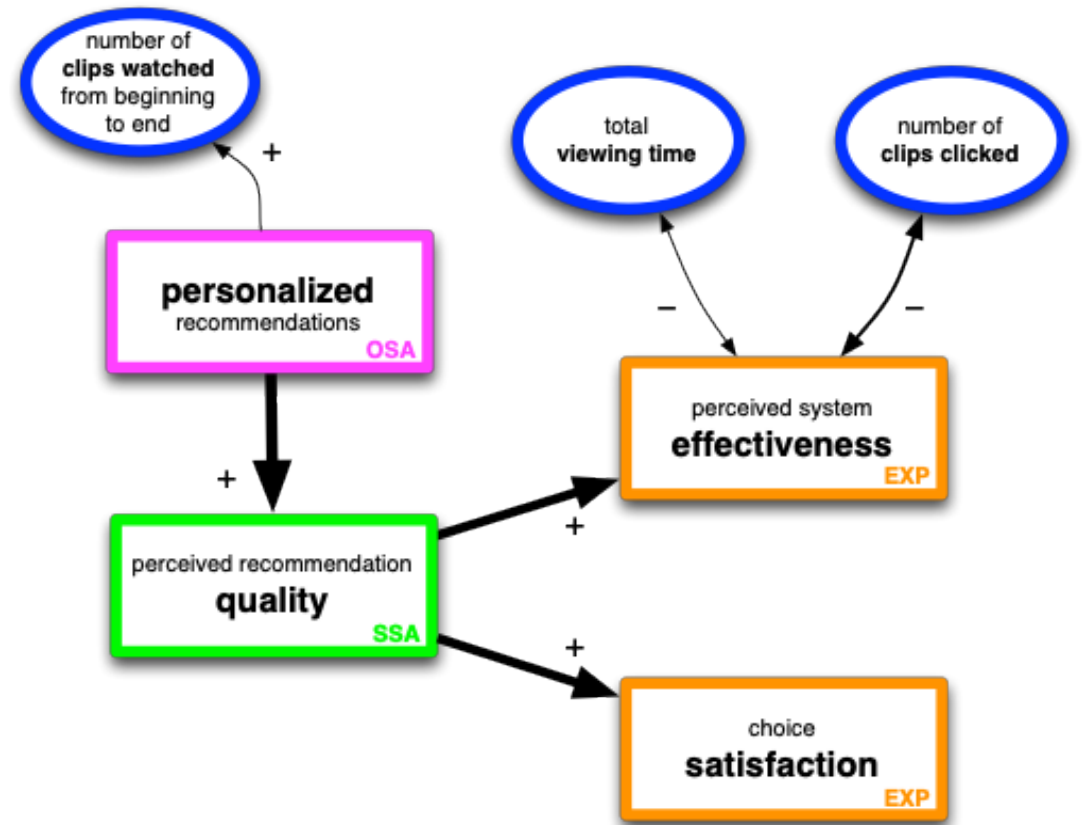 number of
clips watched
from beginning
to end
+
total
viewing time
number of
clips clicked
personalized
recommendations
OSA
–
–
perceived system
effectiveness
EXP
+
+
perceived recommendation
quality
SSA
+
choice
satisfaction
EXP